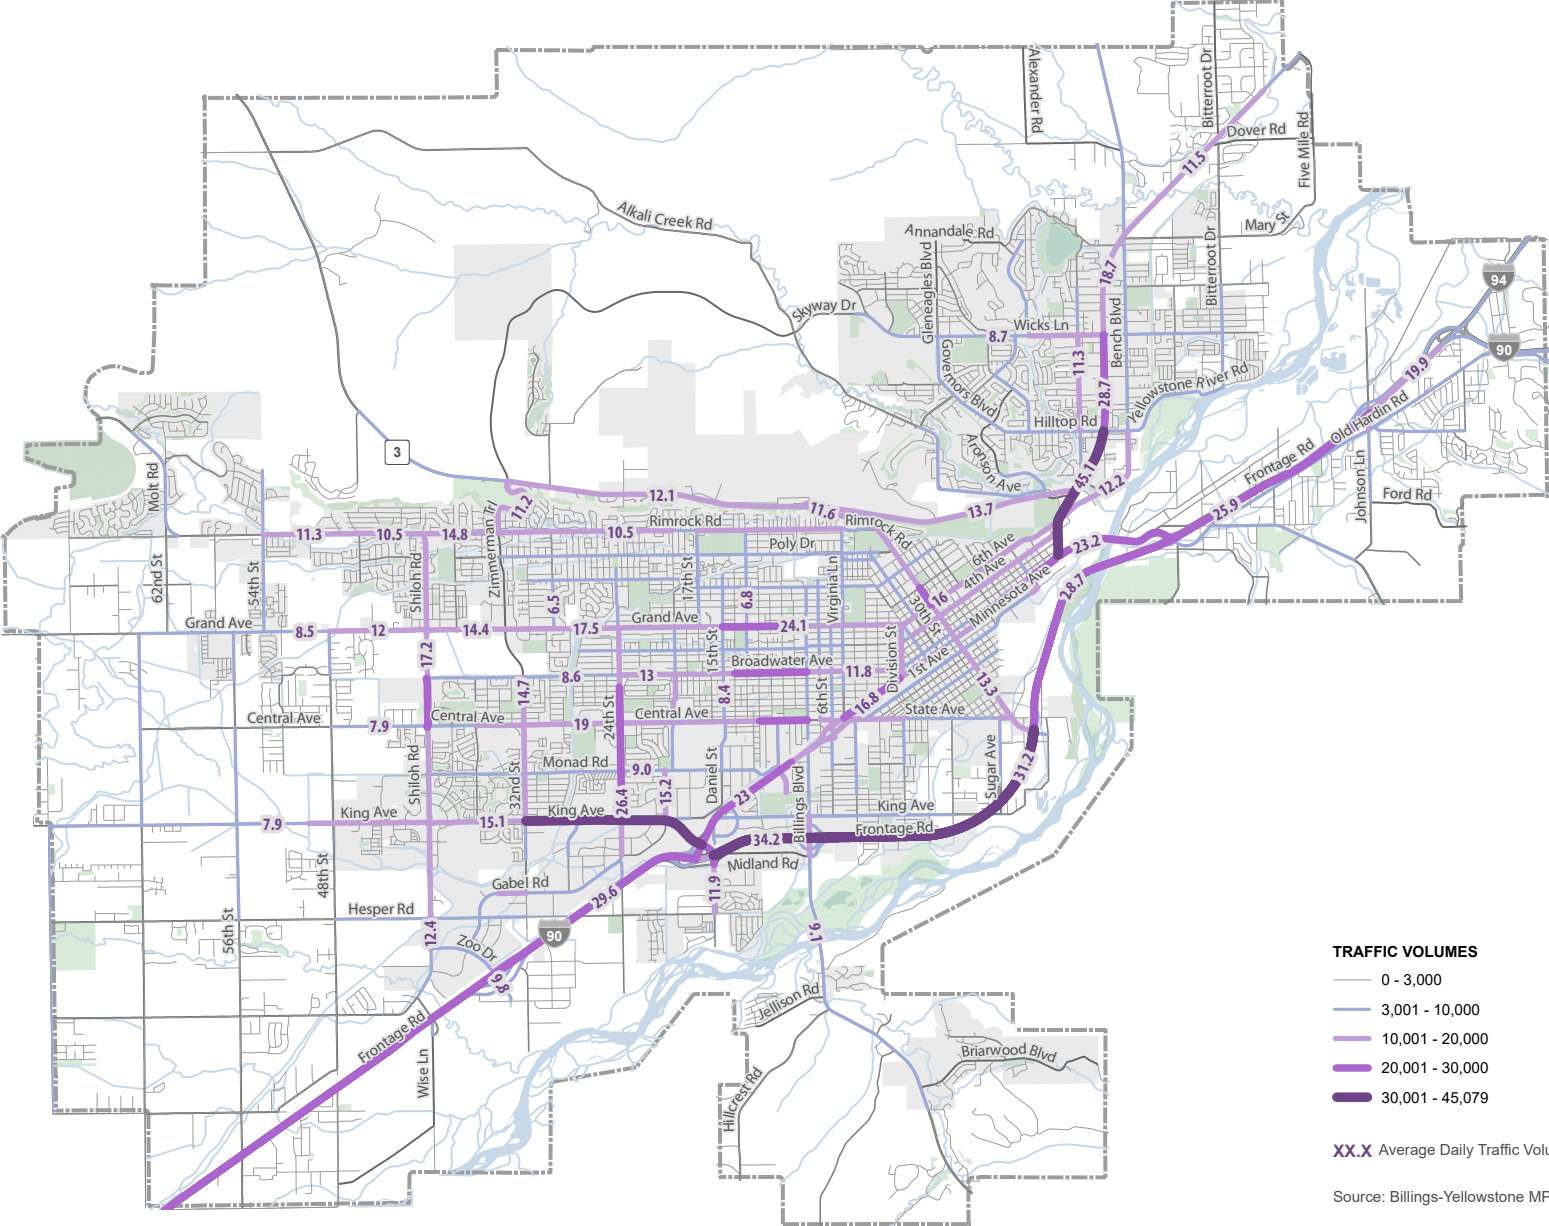 Alexander Rd
Bitterroot Dr
Dover Rd
Five Mile Rd
11.5
Alkali Creek Rd
Annandale Rd
Mary St
Gleneagles Blvd
Bitterroot Dr
18.7
94
Skyway Dr
Wicks Ln
8.7
Bench Blvd
90
11.3
19.9
Governors Blvd
28.7
Yellowstone River Rd
Hilltop Rd
Old Hardin Rd
3
Aronson Ave
45.1
Frontage Rd
Molt Rd
12.2
Johnson Ln
Ford Rd
12.1
11.2
11.6
13.7
25.9
Zimmerman Trl
11.3
10.5
14.8
10.5
Rimrock Rd
Rimrock Rd
Poly Dr
6th Ave
4th Ave
23.2
62nd St
54th St
Shiloh Rd
17th St
Virginia Ln
Minnesota Ave
28.7
6.5
6.8
16
30th St
Grand Ave
8.5
12
14.4
17.5
Grand Ave
24.1
17.2
15th St
Division St
1st Ave
Broadwater Ave
8.6
13
11.8
14.7
8.4
6th St
13.3
16.8
Central Ave
7.9
Central Ave
19
24th St
Central Ave
State Ave
Shiloh Rd
Monad Rd
9.0
Daniel St
Sugar Ave
31.2
32nd St
15.2
Billings Blvd
26.4
23
King Ave
7.9
King Ave
15.1
King Ave
Frontage Rd
34.2
Midland Rd
48th St
Gabel Rd
11.9
29.6
Hesper Rd
56th St
12.4
90
9.1
Zoo Dr
9.8
Jellison Rd
Frontage Rd
Wise Ln
Briarwood Blvd
Hillcrest Rd
TRAFFIC VOLUMES
0 - 3,000
3,001 - 10,000
10,001 - 20,000
20,001 - 30,000
30,001 - 45,079
XX.X Average Daily Traffic
Source: Billings-Yellowstone